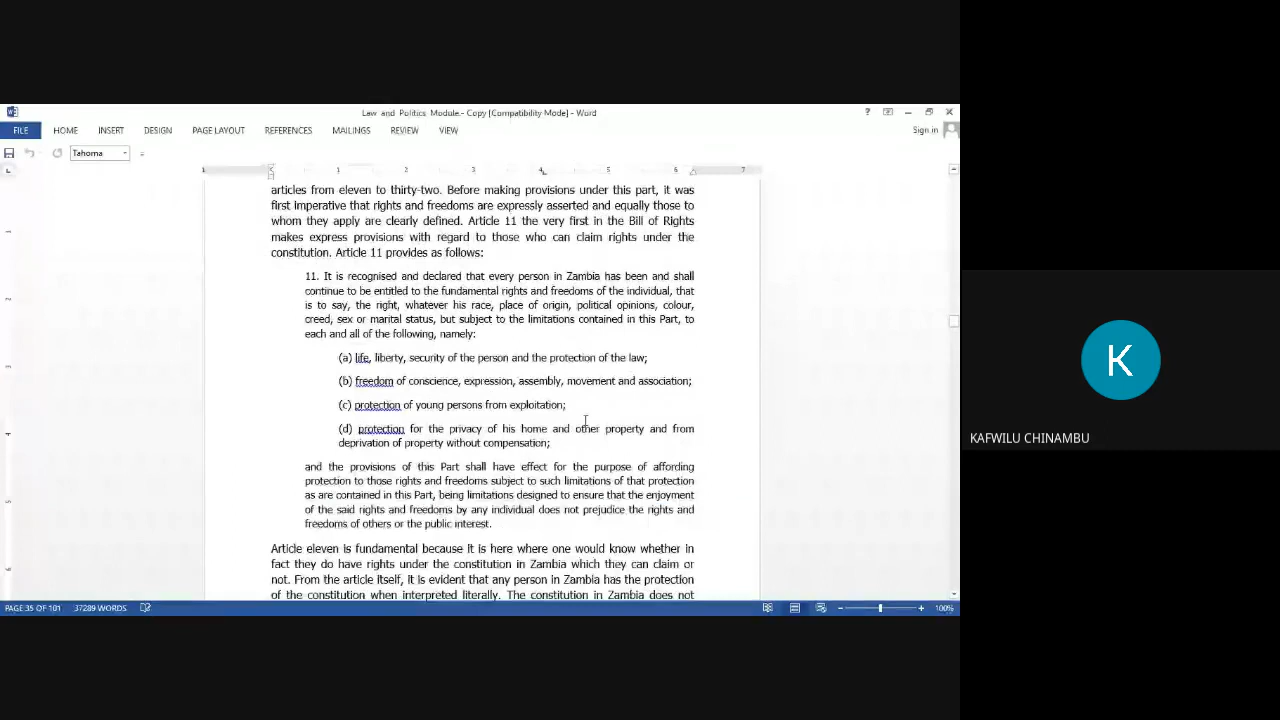 Law and Politics Module.- Copy [Compatibility Mode] - Word
?
FILE HOME INSERT DESIGN PAGE LAYOUT REFERENCES MAILINGS REVIEW VIEW Sign in
Tahoma
1 1 2 3 4 5 6 7
articles from eleven to thirty-two. Before making provisions under this part, it was
first imperative that rights and freedoms are expressly asserted and equally those to
whom they apply are clearly defined. Article 11 the very first in the Bill of Rights
makes express provisions with regard to those who can claim rights under the
constitution. Article 11 provides as follows:
11. It is recognised and declared that every person in Zambia has been and shall
continue to be entitled to the fundamental rights and freedoms of the individual, that
is to say, the right, whatever his race, place of origin, political opinions, colour,
creed, sex or marital status, but subject to the limitations contained in this Part, to
each and all of the following, namely:
(a) life, liberty, security of the person and the protection of the law;
(b) freedom of conscience, expression, assembly, movement and association;
(c) protection of young persons from exploitation;
(d) protection for the privacy of his home and other property and from
deprivation of property without compensation;
and the provisions of this Part shall have effect for the purpose of affording
protection to those rights and freedoms subject to such limitations of that protection
as are contained in this Part, being limitations designed to ensure that the enjoyment
of the said rights and freedoms by any individual does not prejudice the rights and
freedoms of others or the public interest.
Article eleven is fundamental because it is here where one would know whether in
fact they do have rights under the constitution in Zambia which they can claim or
not. From the article itself, it is evident that any person in Zambia has the protection
of the constitution when interpreted literally. The constitution in Zambia does not
PAGE 35 OF 101 37289 WORDS 100%
K
KAFWILU CHINAMBU